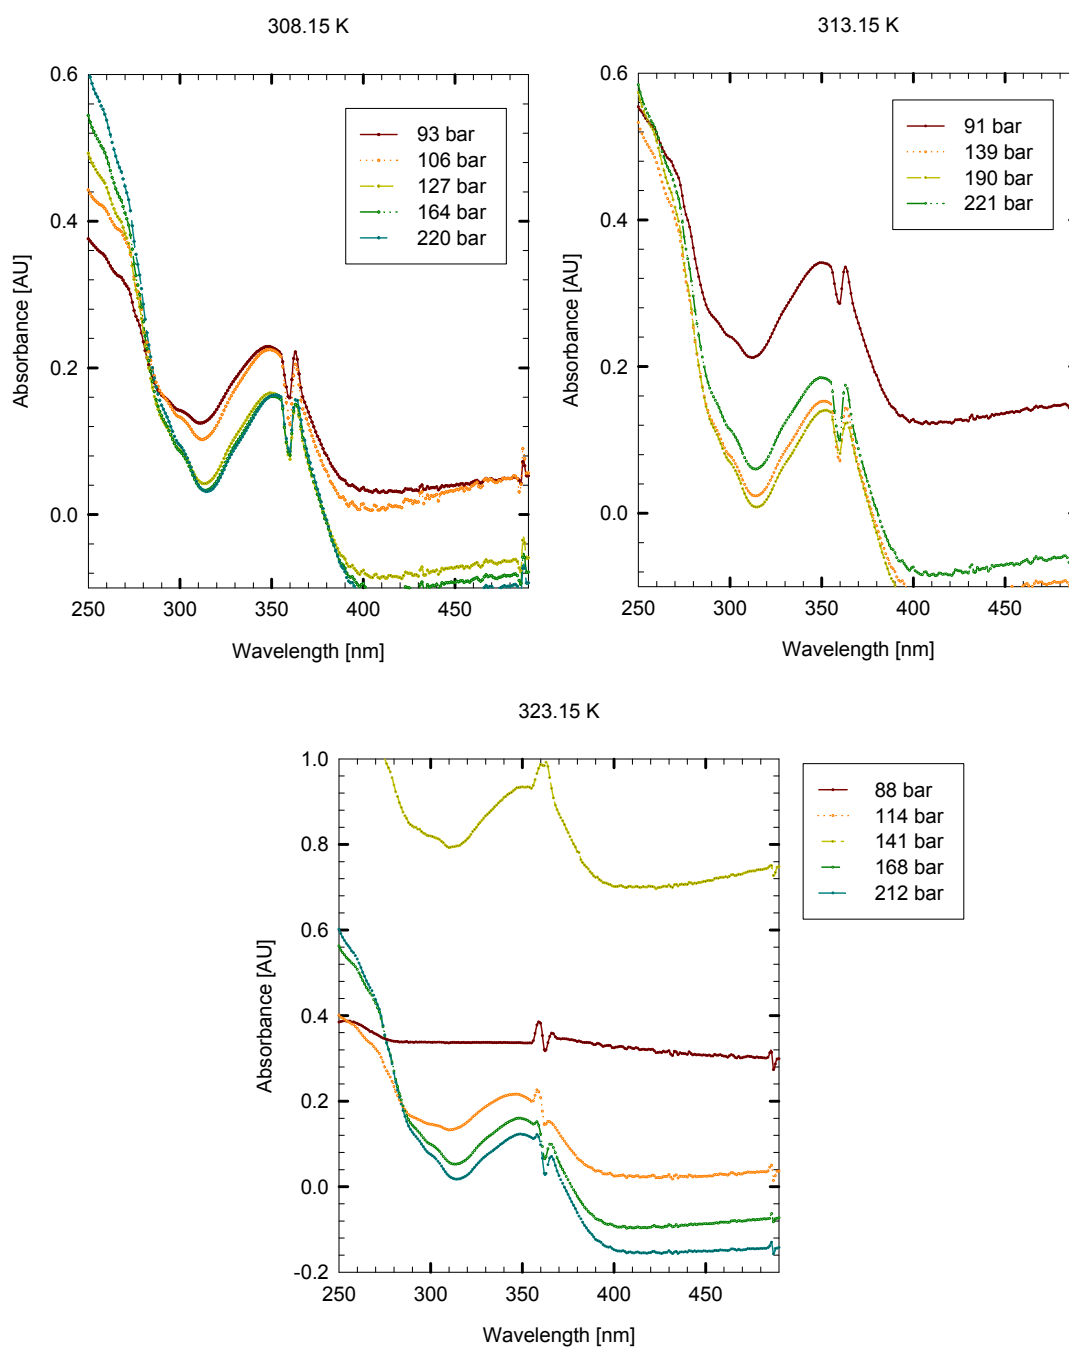 308.15 K
0.6
0.4
0.2
0.0
Absorbance [AU]
250
300
350
400
450
Wavelength [nm]
93 bar
106 bar
127 bar
164 bar
220 bar
313.15 K
0.6
0.4
0.2
0.0
Absorbance [AU]
250
300
350
400
450
Wavelength [nm]
91 bar
139 bar
190 bar
221 bar
323.15 K
1.0
0.8
0.6
0.4
0.2
0.0
-0.2
Absorbance [AU]
250
300
350
400
450
Wavelength [nm]
88 bar
114 bar
141 bar
168 bar
212 bar